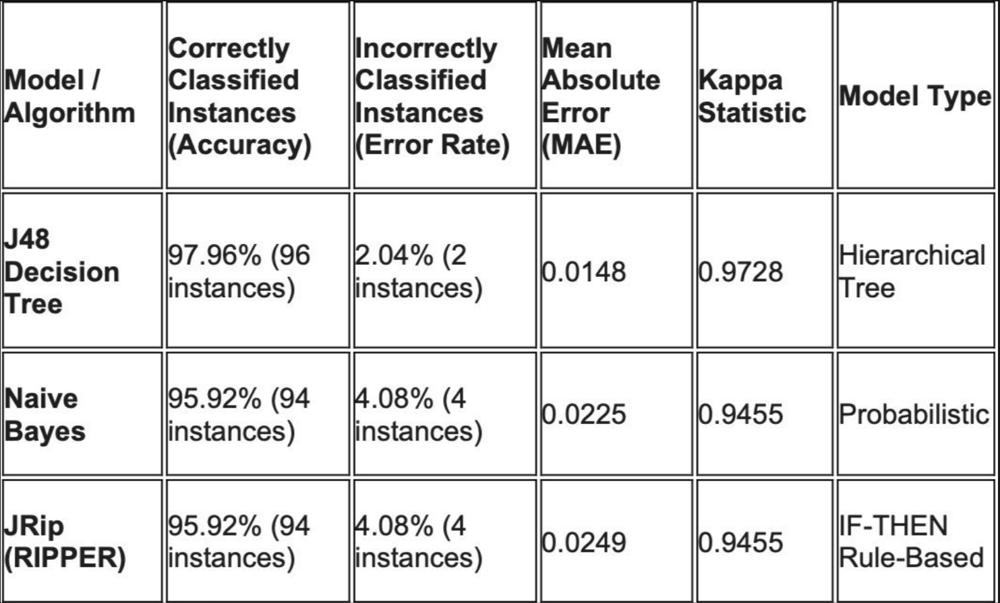 Model /
Algorithm
Correctly
Classified
Instances
(Accuracy)
Incorrectly
Classified
Instances
(Error Rate)
Mean
Absolute
Error
(MAE)
Kappa
Statistic
Model Type
J48
Decision
Tree
97.96% (96
instances)
2.04% (2
instances)
0.0148
0.9728
Hierarchical
Tree
Naive
Bayes
95.92% (94
instances)
4.08% (4
instances)
0.0225
0.9455
Probabilistic
JRip
(RIPPER)
95.92% (94
instances)
4.08% (4
instances)
0.0249
0.9455
IF-THEN
Rule-Based